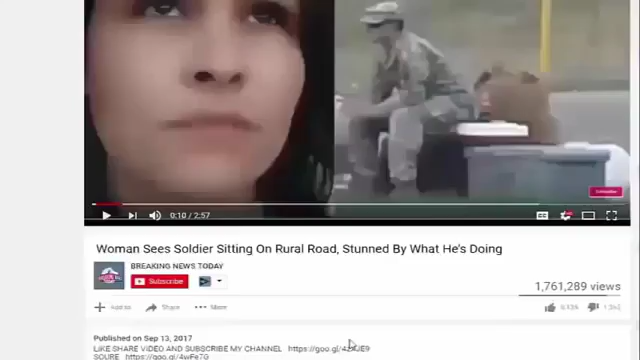 0:10 / 2:57
Woman Sees Soldier Sitting On Rural Road, Stunned By What He's Doing
BREAKING NEWS TODAY
Subscribe
1,761,289 views
Add to Share More
Published on Sep 13, 2017
LIKE SHARE VIDEO AND SUBSCRIBE MY CHANNEL
SOURE